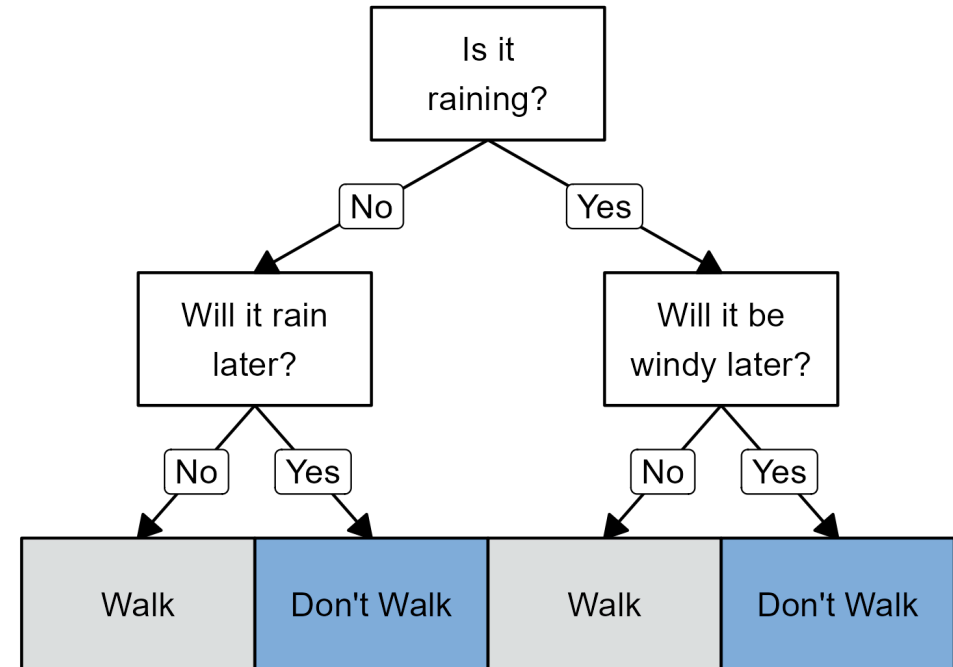 Is it
raining?
No
Yes
Will it rain
later?
Will it be
windy later?
No
Yes
No
Yes
Walk
Don't Walk
Walk
Don't Walk